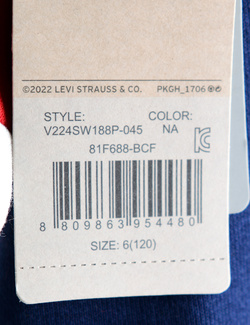 ©2022 LEVI STRAUSS & CO. PKGH_1706
STYLE: COLOR:
V224SW188P-045 NA
81F688-BCF
8 809863 954480
SIZE: 6(120)